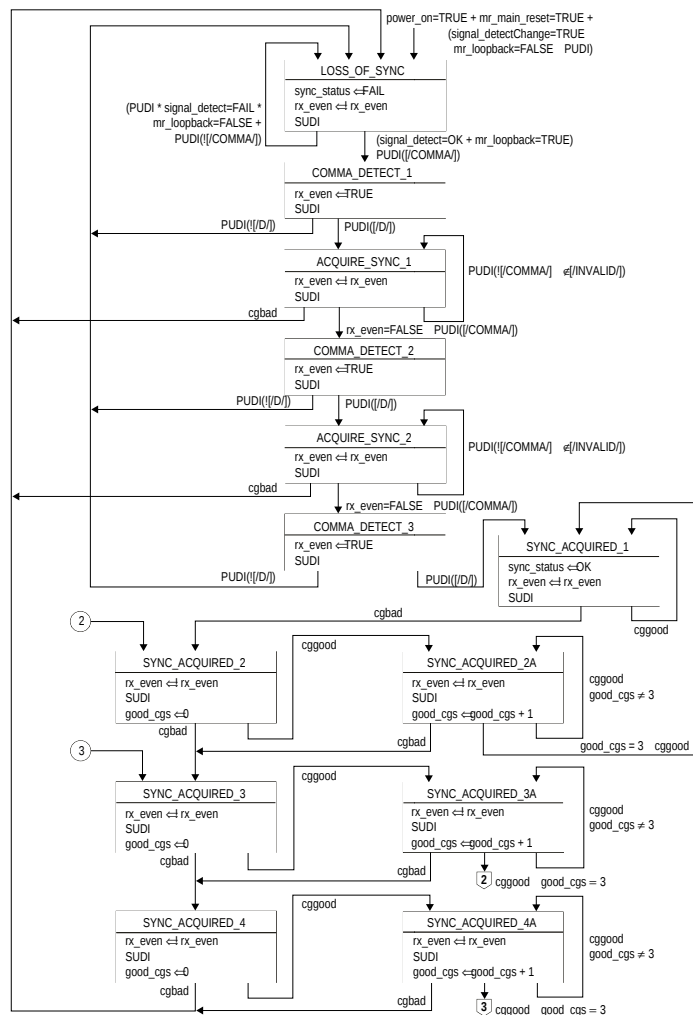 power_on=TRUE + mr_main_reset=TRUE +
(signal_detectChange=TRUE
mr_loopback=FALSE PUDI)
LOSS_OF_SYNC
sync_status ⇐FAIL
rx_even ⇐! rx_even
SUDI
(PUDI * signal_detect=FAIL *
mr_loopback=FALSE +
PUDI(![/COMMA/])
(signal_detect=OK + mr_loopback=TRUE)
PUDI([/COMMA/])
COMMA_DETECT_1
rx_even ⇐TRUE
SUDI
PUDI(![/D/])
PUDI([/D/])
ACQUIRE_SYNC_1
rx_even ⇐! rx_even
SUDI
PUDI(![/COMMA/] ∉[/INVALID/])
cgbad
rx_even=FALSE PUDI([/COMMA/])
COMMA_DETECT_2
rx_even ⇐TRUE
SUDI
PUDI(![/D/])
PUDI([/D/])
ACQUIRE_SYNC_2
rx_even ⇐! rx_even
SUDI
PUDI(![/COMMA/] ∉[/INVALID/])
cgbad
rx_even=FALSE PUDI([/COMMA/])
COMMA_DETECT_3
rx_even ⇐TRUE
SUDI
PUDI(![/D/])
PUDI([/D/])
SYNC_ACQUIRED_1
sync_status ⇐OK
rx_even ⇐! rx_even
SUDI
cgbad
cggood
2
SYNC_ACQUIRED_2
rx_even ⇐! rx_even
SUDI
good_cgs ⇐0
cgbad
cggood
SYNC_ACQUIRED_2A
rx_even ⇐! rx_even
SUDI
good_cgs ⇐good_cgs + 1
cgbad
cggood
good_cgs ≠ 3
good_cgs = 3 cggood
3
SYNC_ACQUIRED_3
rx_even ⇐! rx_even
SUDI
good_cgs ⇐0
cgbad
cggood
SYNC_ACQUIRED_3A
rx_even ⇐! rx_even
SUDI
good_cgs ⇐good_cgs + 1
cgbad
cggood
good_cgs ≠ 3
2 cggood good_cgs = 3
SYNC_ACQUIRED_4
rx_even ⇐! rx_even
SUDI
good_cgs ⇐0
cgbad
cggood
SYNC_ACQUIRED_4A
rx_even ⇐! rx_even
SUDI
good_cgs ⇐good_cgs + 1
cgbad
cggood
good_cgs ≠ 3
3 cggood good_cgs = 3